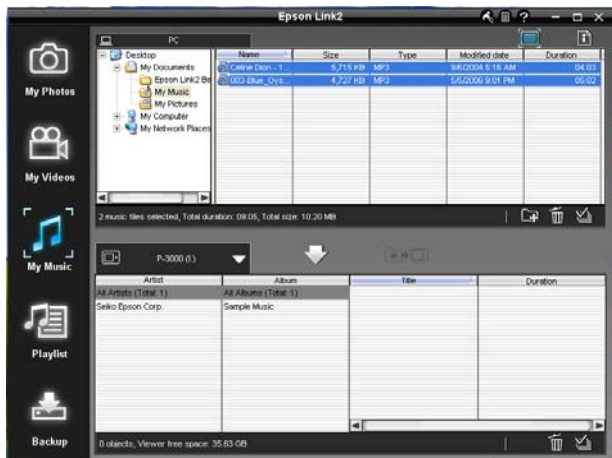 Epson Link2
PC
Desktop
My Documents
Epson Link2 Be
My Music
My Pictures
My Computer
My Network Places
Name Size Type Modified date Duration
Celine Dion - 1... 5,715 KB MP3 9/6/2004 5:16 AM 04:03
003-Blue_Oys... 4,727 KB MP3 5/5/2006 9:01 PM 05:02
2 music files selected, Total duration: 09:05, Total size: 10.20 MB
My Photos
My Videos
My Music
Playlist
Backup
P-3000 (I:)
Artist Album Title Duration
All Artists (Total: 1) All Albums (Total: 1)
Seiko Epson Corp. Sample Music
0 objects, Viewer free space: 35.63 GB